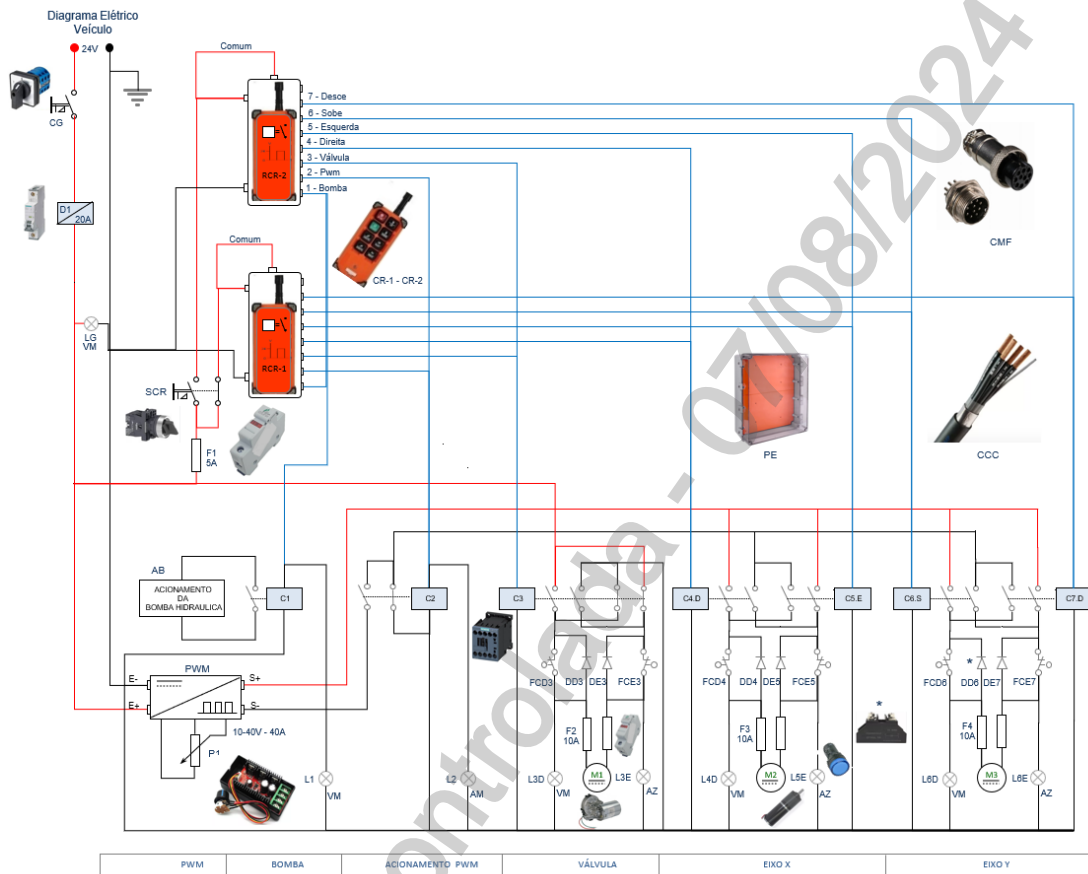 Diagrama Elétrico
Veículo
24V
CG
D1
20A
LG
VM
Comum
RCR-2
7 - Desce
6 - Sobe
5 - Esquerda
4 - Direita
3 - Válvula
2 - Pwm
1 - Bomba
CR-1 - CR-2
Comum
RCR-1
SCR
F1
5A
CMF
PE
CCC
AB
ACIONAMENTO
DA
BOMBA HIDRAULICA
C1
C2
C3
C4.D
C5.E
C6.S
C7.D
PWM
E-
E+
S+
S-
10-40V - 40A
P1
FCD3
DD3
DE3
FCE3
FCD4
DD4
DE5
FCE5
FCD6
*
DD6
DE7
FCE7
F2
10A
F3
10A
*
F4
10A
L1
VM
L2
AM
L3D
VM
M1
L3E
AZ
L4D
VM
M2
L5E
AZ
L6D
VM
M3
L6E
AZ
PWM
BOMBA
ACIONAMENTO PWM
VÁLVULA
EIXO X
EIXO Y
ontrolada - 07/08/2024